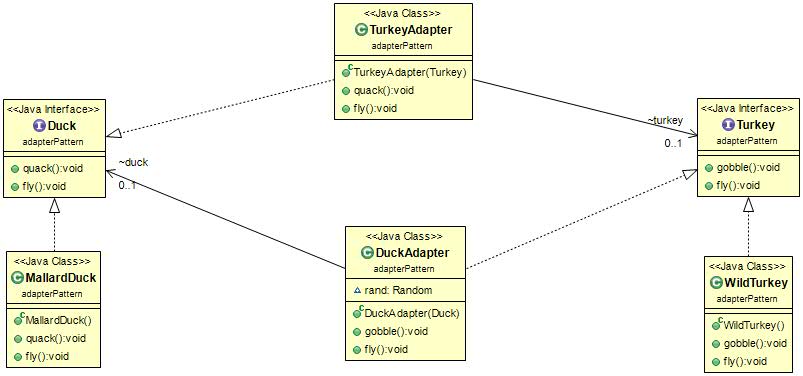 <<Java Class>>
TurkeyAdapter
adapterPattern
TurkeyAdapter(Turkey)
quack():void
fly():void
<<Java Interface>>
Duck
adapterPattern
quack():void
fly():void
~turkey
0..1
<<Java Interface>>
Turkey
adapterPattern
gobble():void
fly():void
~duck
0..1
<<Java Class>>
MallardDuck
adapterPattern
MallardDuck()
quack():void
fly():void
<<Java Class>>
DuckAdapter
adapterPattern
rand: Random
DuckAdapter(Duck)
gobble():void
fly():void
<<Java Class>>
WildTurkey
adapterPattern
WildTurkey()
gobble():void
fly():void